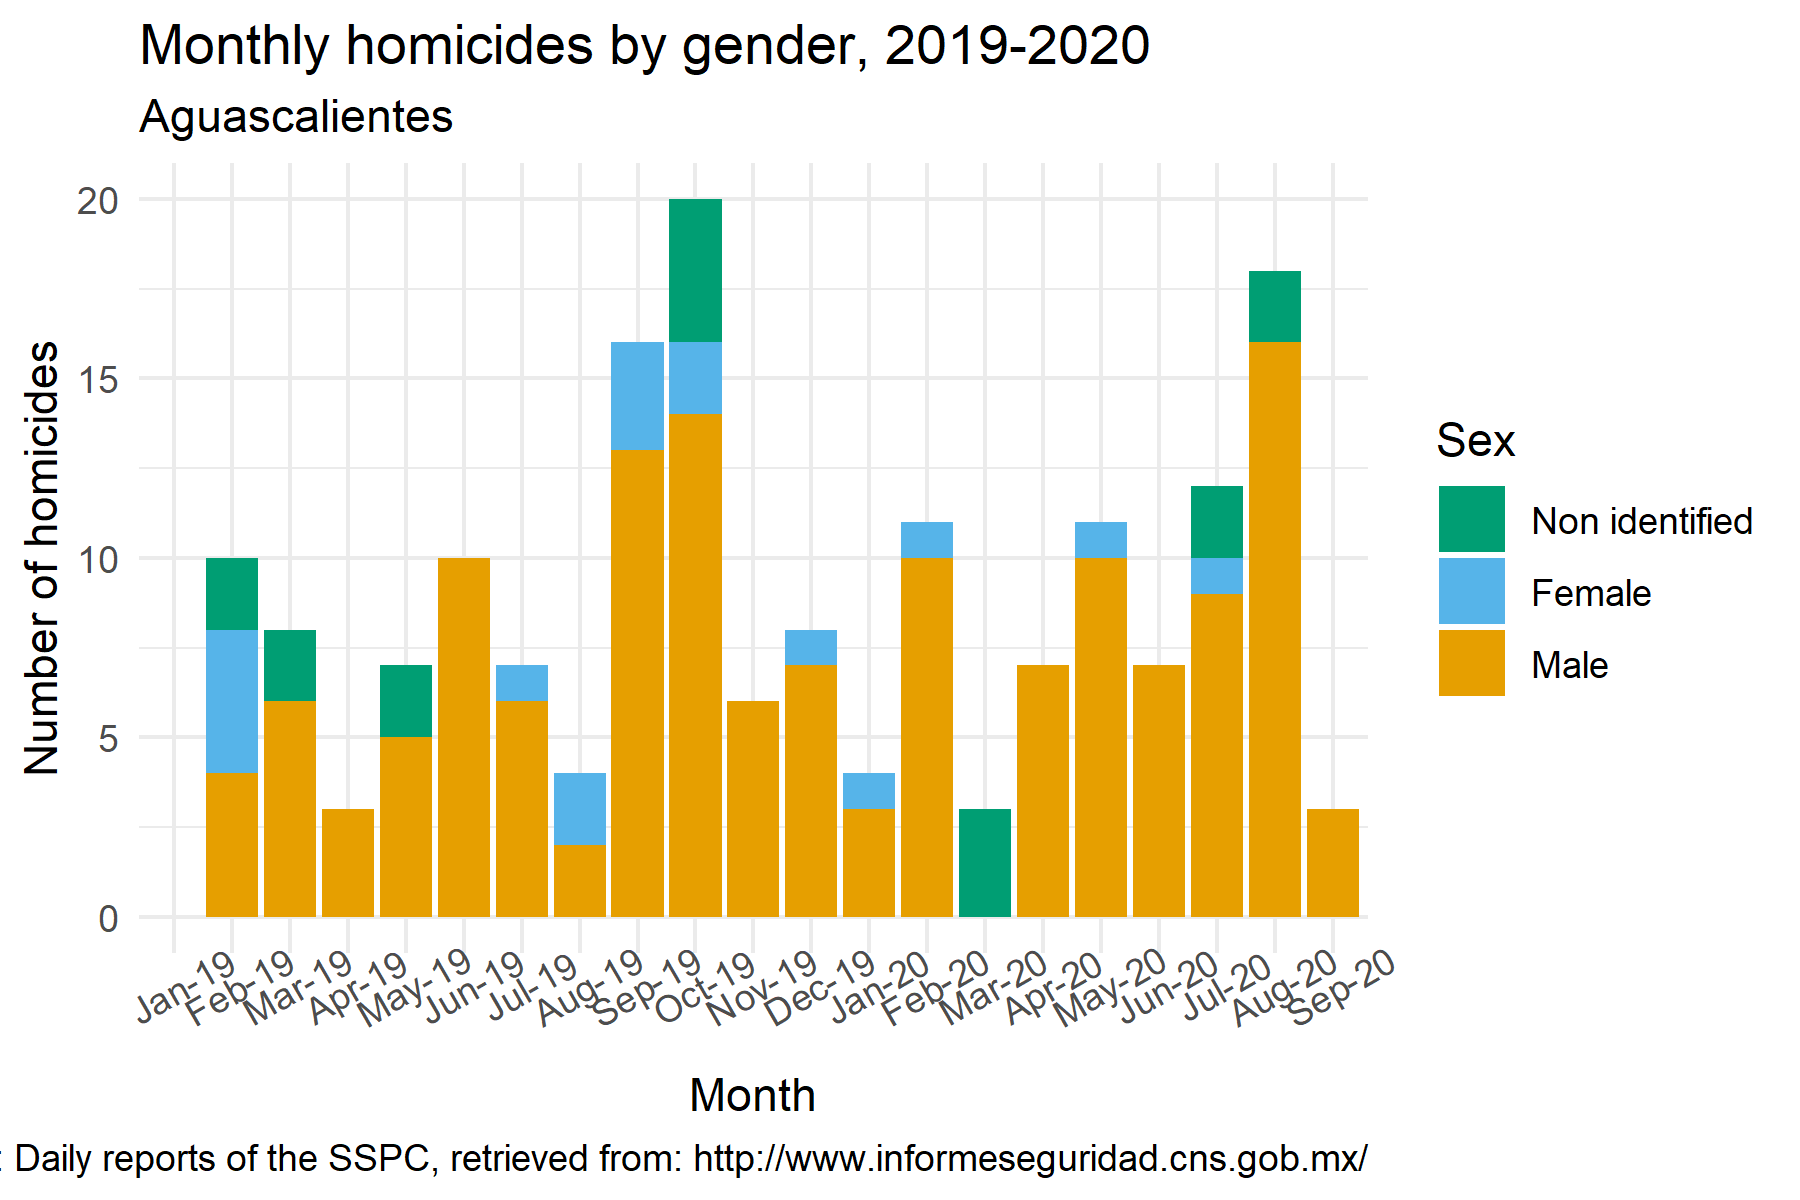 Monthly homicides by gender, 2019-2020
Aguascalientes
Number of homicides
20
15
10
5
0
Jan-19
Feb-19
Mar-19
Apr-19
May-19
Jun-19
Jul-19
Aug-19
Sep-19
Oct-19
Nov-19
Dec-19
Jan-20
Feb-20
Mar-20
Apr-20
May-20
Jun-20
Jul-20
Aug-20
Sep-20
Month
Sex
Non identified
Female
Male
: Daily reports of the SSPC, retrieved from: http://www.informeseguridad.cns.gob.mx/